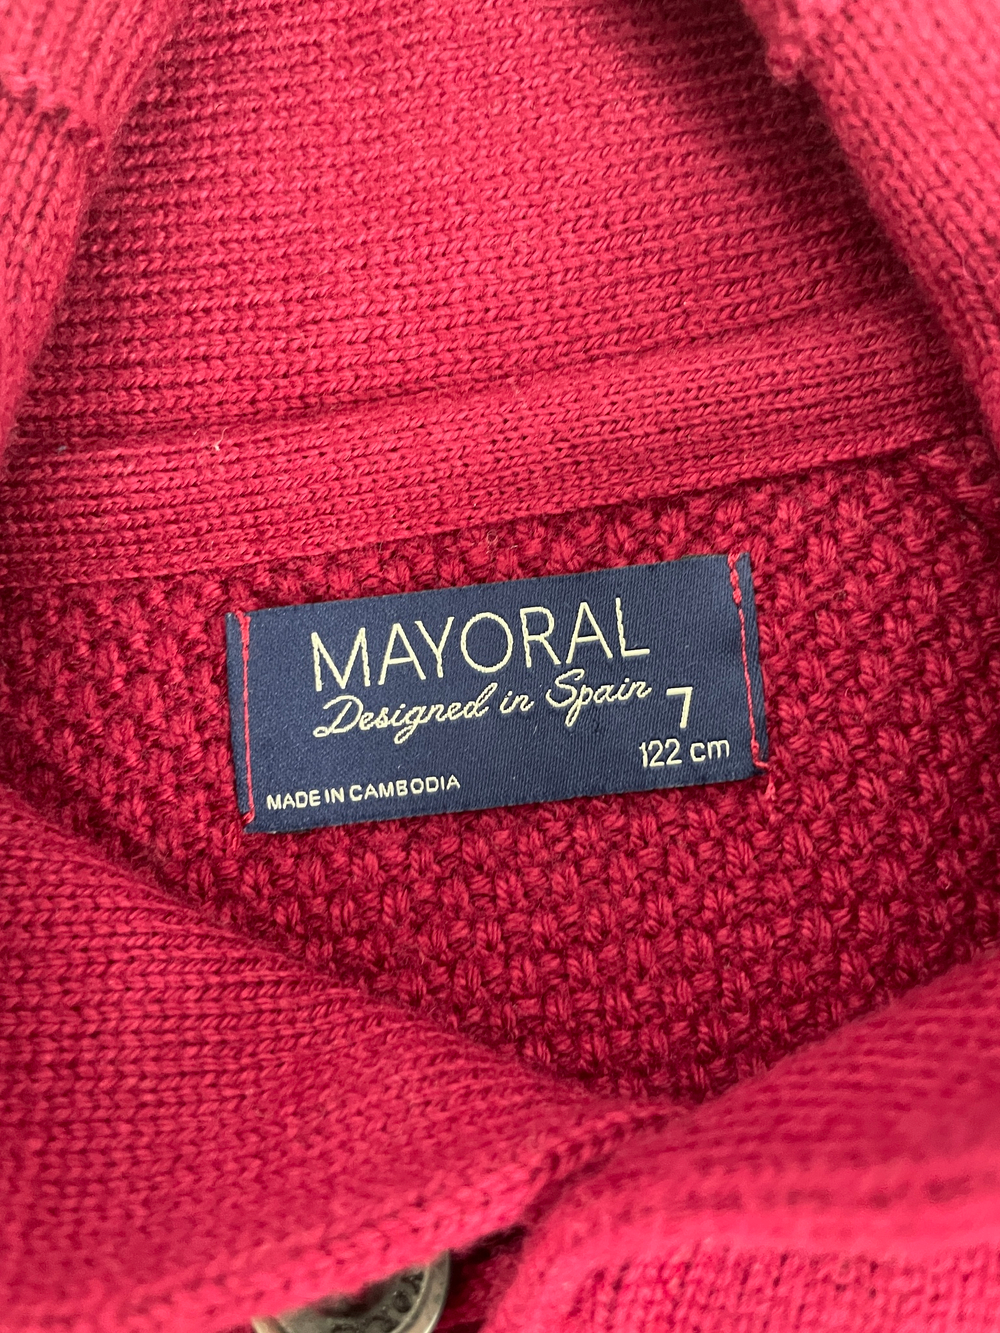 MAYORAL
Designed in Spain
7
122 cm
MADE IN CAMBODIA